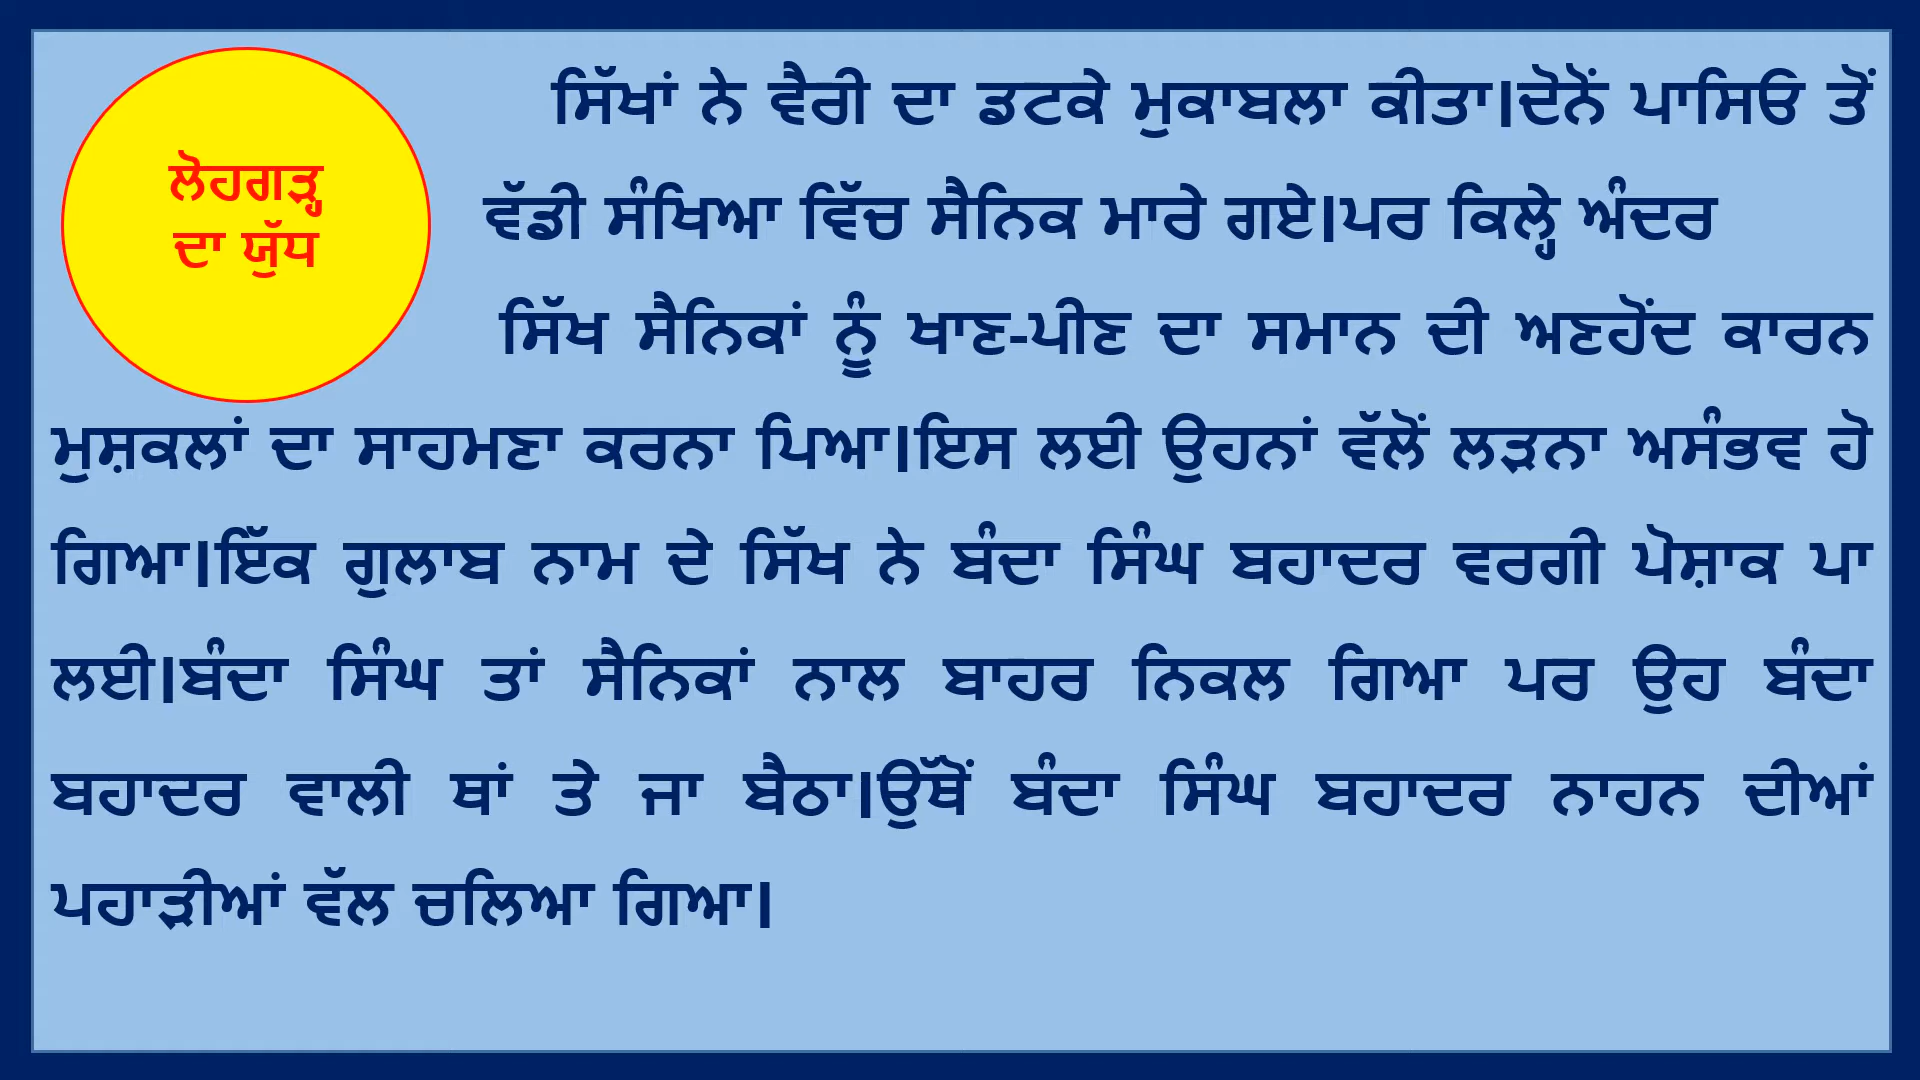 ਲੋਹਗੜ੍ਹ
ਦਾ ਯੁੱਧ
ਸਿੱਖਾਂ ਨੇ ਵੈਰੀ ਦਾ ਡਟਕੇ ਮੁਕਾਬਲਾ ਕੀਤਾ।ਦੋਨੋਂ ਪਾਸਿਓ ਤੋਂ
ਵੱਡੀ ਸੰਖਿਆ ਵਿੱਚ ਸੈਨਿਕ ਮਾਰੇ ਗਏ।ਪਰ ਕਿਲ੍ਹੇ ਅੰਦਰ
ਸਿੱਖ ਸੈਨਿਕਾਂ ਨੂੰ ਖਾਣ-ਪੀਣ ਦਾ ਸਮਾਨ ਦੀ ਅਣਹੋਂਦ ਕਾਰਨ
ਮੁਸ਼ਕਲਾਂ ਦਾ ਸਾਹਮਣਾ ਕਰਨਾ ਪਿਆ।ਇਸ ਲਈ ਉਹਨਾਂ ਵੱਲੋਂ ਲੜਨਾ ਅਸੰਭਵ ਹੋ
ਗਿਆ।ਇੱਕ ਗੁਲਾਬ ਨਾਮ ਦੇ ਸਿੱਖ ਨੇ ਬੰਦਾ ਸਿੰਘ ਬਹਾਦਰ ਵਰਗੀ ਪੋਸ਼ਾਕ ਪਾ
ਲਈ।ਬੰਦਾ ਸਿੰਘ ਤਾਂ ਸੈਨਿਕਾਂ ਨਾਲ ਬਾਹਰ ਨਿਕਲ ਗਿਆ ਪਰ ਉਹ ਬੰਦਾ
ਬਹਾਦਰ ਵਾਲੀ ਥਾਂ ਤੇ ਜਾ ਬੈਠਾ।ਉੱਥੋਂ ਬੰਦਾ ਸਿੰਘ ਬਹਾਦਰ ਨਾਹਨ ਦੀਆਂ
ਪਹਾੜੀਆਂ ਵੱਲ ਚਲਿਆ ਗਿਆ।